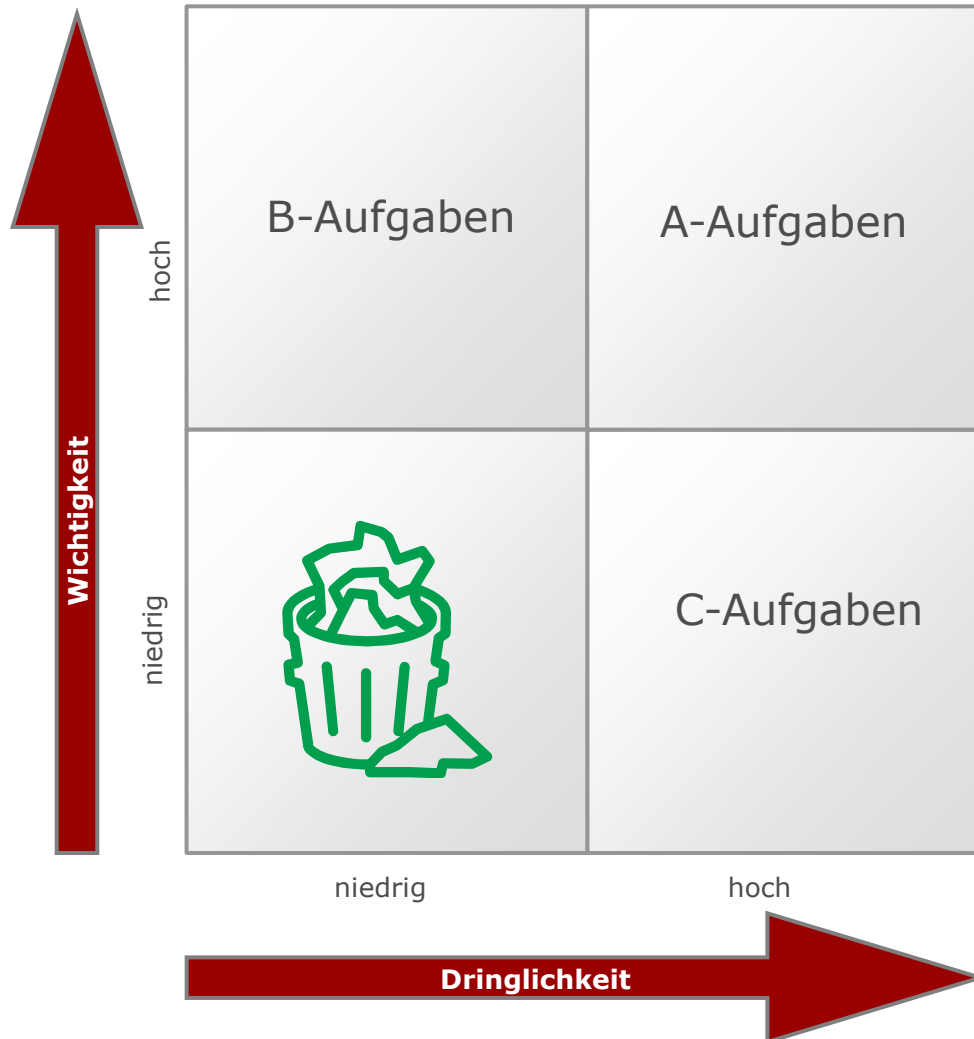 B-Aufgaben
A-Aufgaben
hoch
Wichtigkeit
C-Aufgaben
niedrig
niedrig
hoch
Dringlichkeit